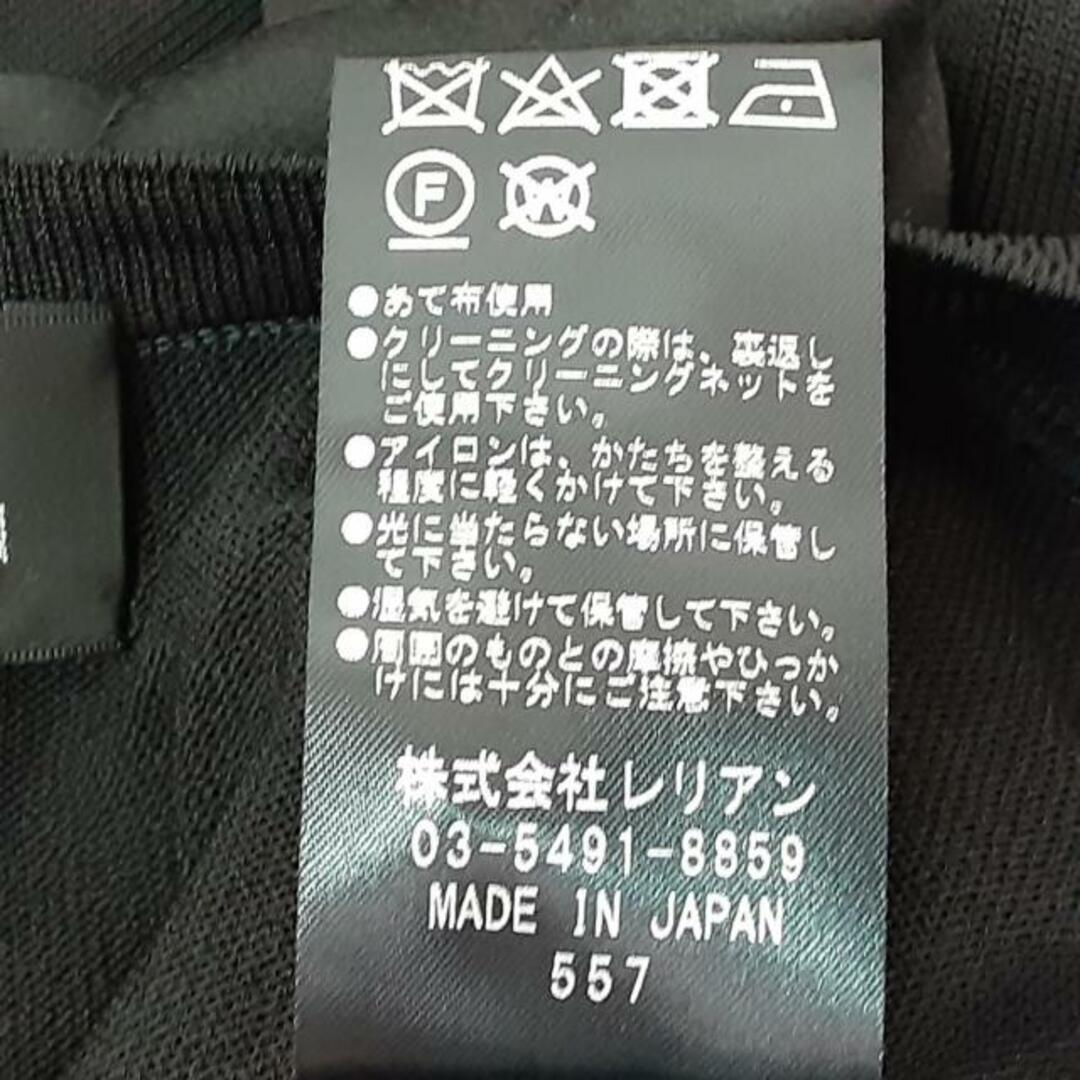 F
W
●あて布使用
●クリーニングの際は、裏返し
にしてクリーニングネットを
ご使用下さい。
●アイロンは、かたちを整える
程度に軽くかけて下さい。
●光に当たらない場所に保管し
て下さい。
●湿気を避けて保管して下さい。
●周囲のものとの摩擦やひっか
けには十分にご注意下さい。
株式会社レリアン
03-5491-8859
MADE IN JAPAN
557